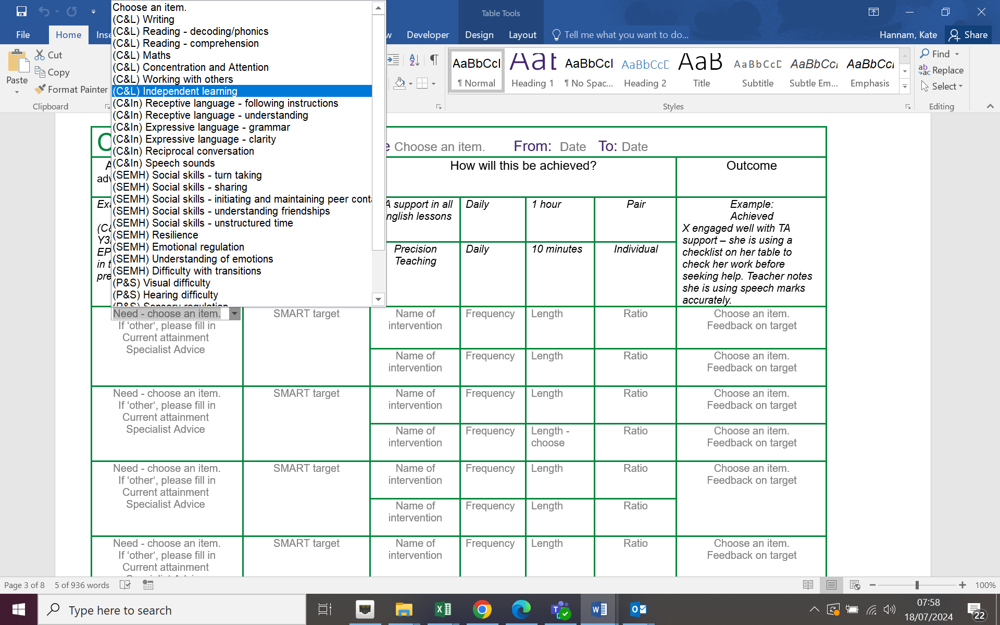 Table Tools
File
Home
Inse
w
Developer
Design
Layout
Tell me what you want to do...
Hannam, Kate
Share
Paste
Cut
Copy
Format Painter
Clipboard
AaBbCcI
¶ Normal
Heading 1
AaBbCcI
¶ No Spac...
AaBbCcD
Heading 2
AaB
Title
AaBbCcD
Subtitle
AaBbCcI
Subtle Em...
AaBbCcI
Emphasis
Styles
Find
Replace
Select
Editing
Choose an item.
(C&L) Writing
(C&L) Reading - decoding/phonics
(C&L) Reading - comprehension
(C&L) Maths
(C&L) Concentration and Attention
(C&L) Working with others
(C&L) Independent learning
(C&In) Receptive language - following instructions
(C&In) Receptive language - understanding
(C&In) Expressive language - grammar
(C&In) Expressive language - clarity
(C&In) Reciprocal conversation
(C&In) Speech sounds
(SEMH) Social skills - turn taking
(SEMH) Social skills - sharing
(SEMH) Social skills - initiating and maintaining peer conta
(SEMH) Social skills - understanding friendships
(SEMH) Social skills - unstructured time
(SEMH) Resilience
(SEMH) Emotional regulation
(SEMH) Understanding of emotions
(SEMH) Difficulty with transitions
(P&S) Visual difficulty
(P&S) Hearing difficulty
(P&S) Sensory regulation
e Choose an item. From: Date To: Date
A
adv
How will this be achieved?
Outcome
Exa
(C&
Y3
EP
in t
pre
A support in all
nglish lessons
Daily
1 hour
Pair
Precision
Teaching
Daily
10 minutes
Individual
Example:
Achieved
X engaged well with TA
support – she is using a
checklist on her table to
check her work before
seeking help. Teacher notes
she is using speech marks
accurately.
Need - choose an item.
If ‘other’, please fill in
Current attainment
Specialist Advice
SMART target
Name of
intervention
Frequency
Length
Ratio
Choose an item.
Feedback on target
Name of
intervention
Frequency
Length
Ratio
Choose an item.
Feedback on target
Need - choose an item.
If ‘other’, please fill in
Current attainment
Specialist Advice
SMART target
Name of
intervention
Frequency
Length
Ratio
Choose an item.
Feedback on target
Name of
intervention
Frequency
Length -
choose
Ratio
Choose an item.
Feedback on target
Need - choose an item.
If ‘other’, please fill in
Current attainment
Specialist Advice
SMART target
Name of
intervention
Frequency
Length
Ratio
Choose an item.
Feedback on target
Name of
intervention
Frequency
Length
Ratio
Need - choose an item.
If ‘other’, please fill in
Current attainment
SMART target
Name of
intervention
Frequency
Length
Ratio
Choose an item.
Feedback on target
Page 3 of 8
5 of 936 words
100%
Type here to search
07:58
18/07/2024
22